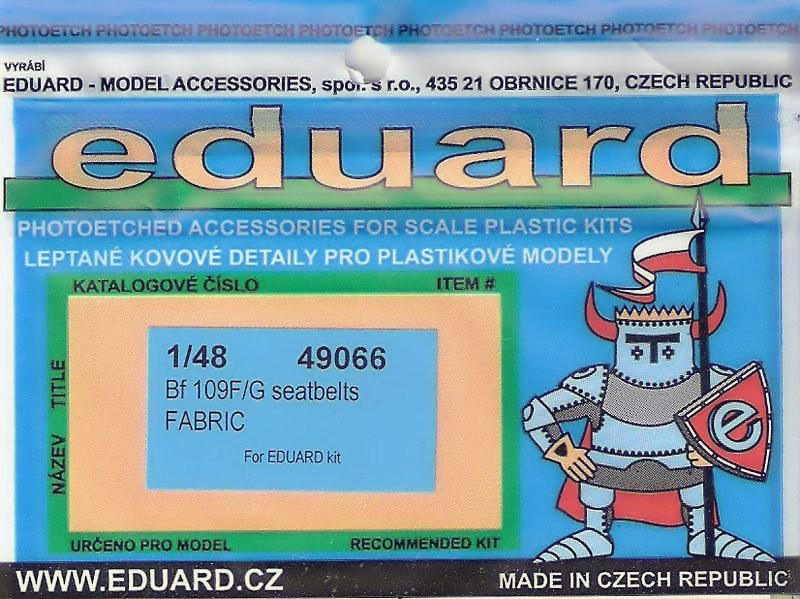 PHOTOETCH PHOTOETCH PHOTOETCH PHOTOETCH PHOTOETCH PHOTOETCH PHOTOETCH PHOTOETCH
VYRÁBÍ
EDUARD - MODEL ACCESSORIES, spol. s r.o., 435 21 OBRNICE 170, CZECH REPUBLIC
eduard
PHOTOETCHED ACCESSORIES FOR SCALE PLASTIC KITS
LEPTANÉ KOVOVÉ DETAILY PRO PLASTIKOVÉ MODELY
KATALOGOVÉ ČÍSLO ITEM #
NÁZEV TITLE
1/48 49066
Bf 109F/G seatbelts
FABRIC
For EDUARD kit
e
URČENO PRO MODEL RECOMMENDED KIT
WWW.EDUARD.CZ MADE IN CZECH REPUBLIC